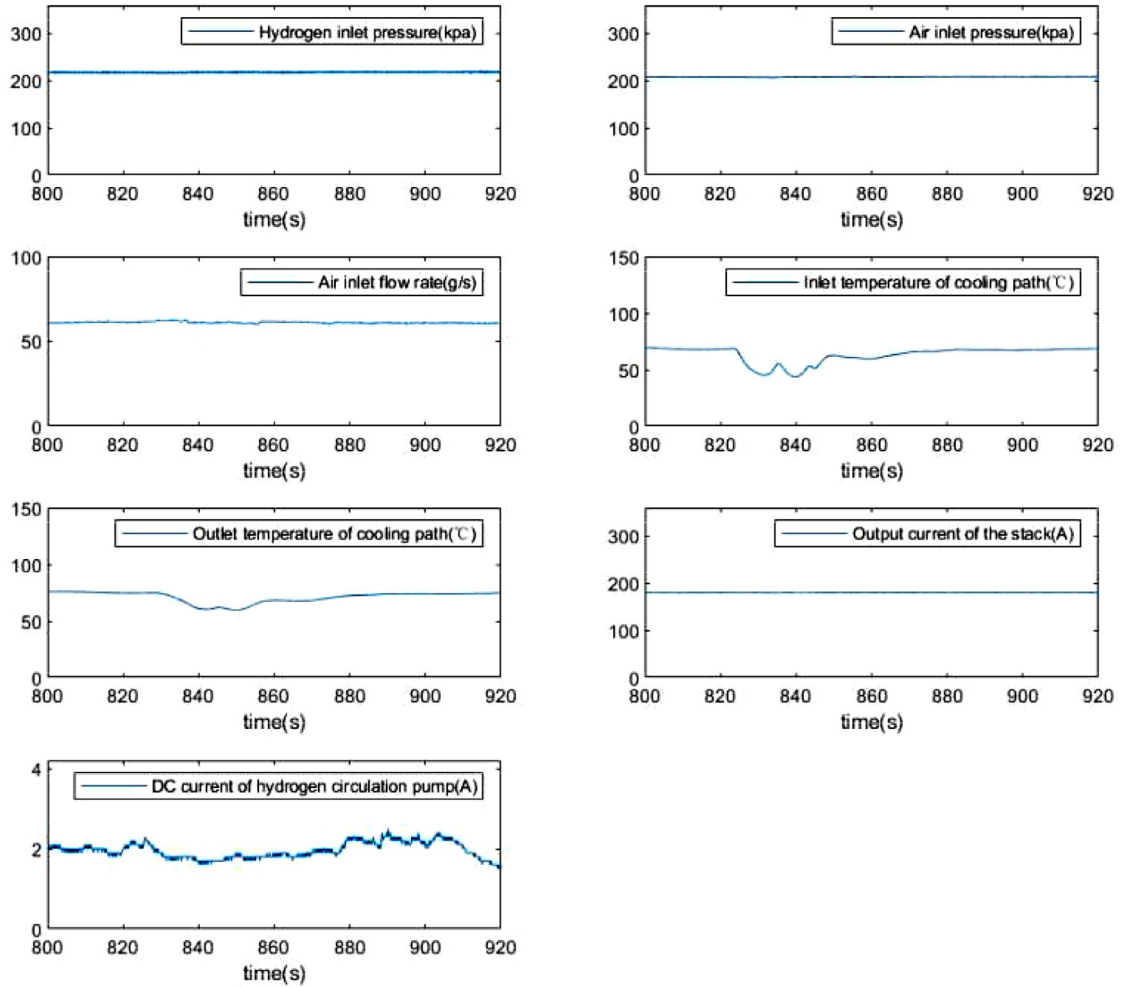 Hydrogen inlet pressure(kpa)
300
200
100
0
800 820 840 860 880 900 920
time(s)
Air inlet pressure(kpa)
300
200
100
0
800 820 840 860 880 900 920
time(s)
Air inlet flow rate(g/s)
100
50
0
800 820 840 860 880 900 920
time(s)
Inlet temperature of cooling path(℃)
150
100
50
0
800 820 840 860 880 900 920
time(s)
Outlet temperature of cooling path(℃)
150
100
50
0
800 820 840 860 880 900 920
time(s)
Output current of the stack(A)
300
200
100
0
800 820 840 860 880 900 920
time(s)
DC current of hydrogen circulation pump(A)
4
2
0
800 820 840 860 880 900 920
time(s)